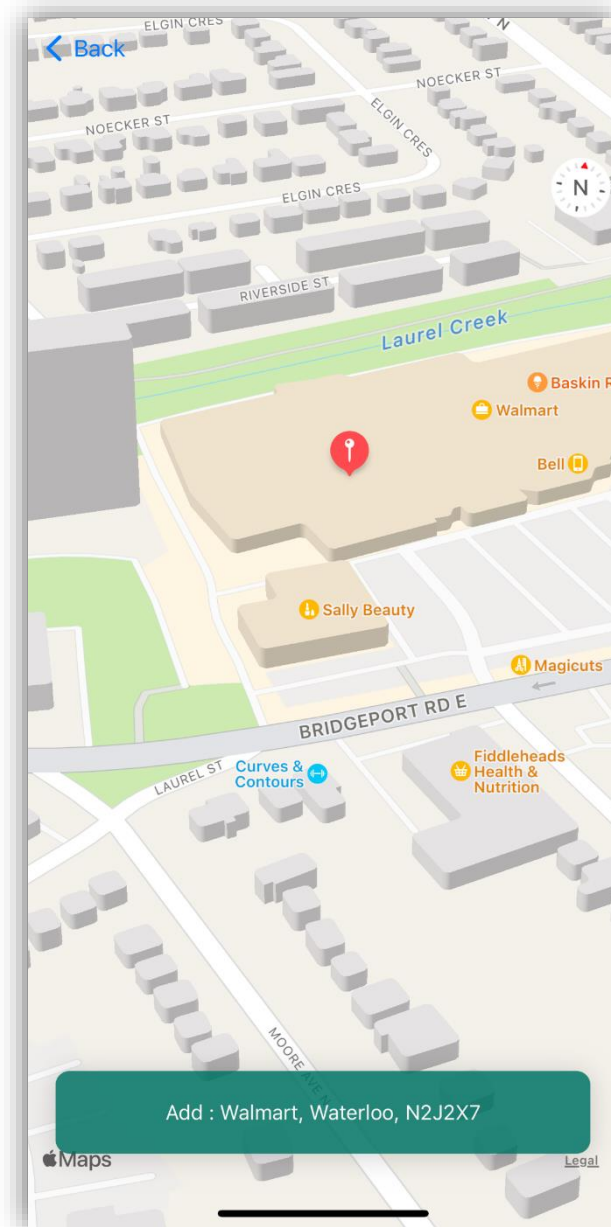 ELGIN CRES
N
Back
NOECKER ST
NOECKER ST
ELGIN CRES
N
ELGIN CRES
RIVERSIDE ST
Laurel Creek
Baskin R
Walmart
Bell
Sally Beauty
Magicuts
BRIDGEPORT RD E
Fiddleheads
Health &
Nutrition
Curves &
Contours
LAUREL ST
MOORE AVE N
Add : Walmart, Waterloo, N2J2X7
Maps
Legal